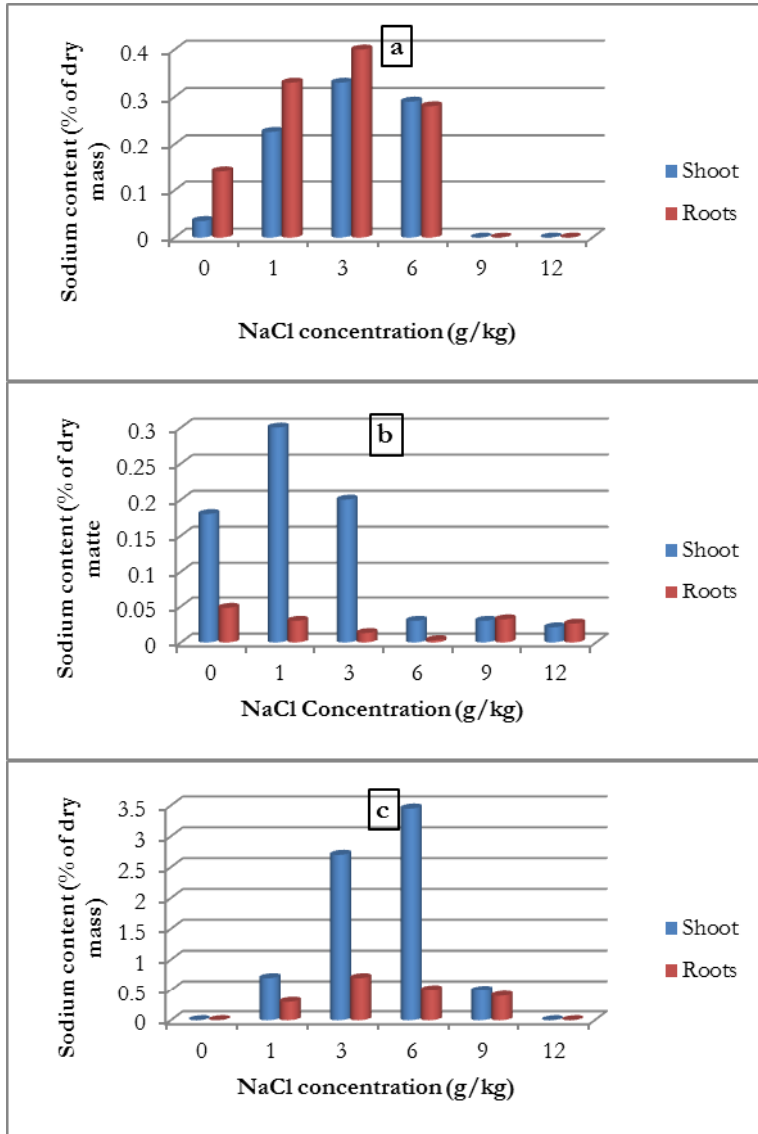 a
Sodium content (% of dry
mass)
0.4
0.3
0.2
0.1
0
0 1 3 6 9 12
NaCl concentration (g/kg)
Shoot
Roots
b
Sodium content (% of dry
matte
0.3
0.25
0.2
0.15
0.1
0.05
0
0 1 3 6 9 12
NaCl Concentration (g/kg)
Shoot
Roots
c
Sodium content (% of dry
mass)
3.5
3
2.5
2
1.5
1
0.5
0
0 1 3 6 9 12
NaCl concentration (g/kg)
Shoot
Roots